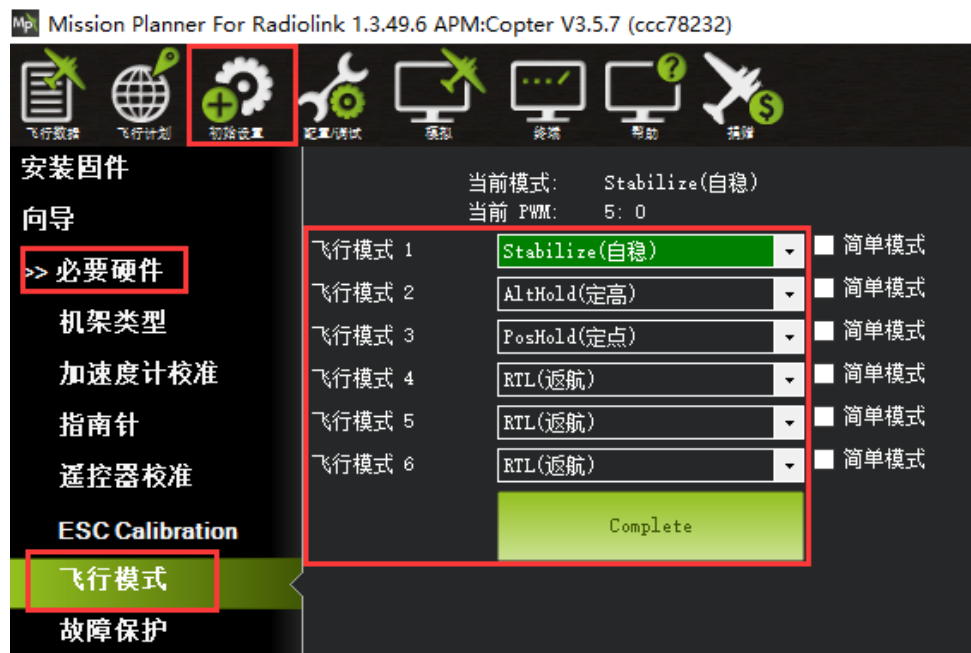 Mp Mission Planner For Radiolink 1.3.49.6 APM:Copter V3.5.7 (ccc78232)
飞行数据 飞行计划 初始设置 配置/调试 模拟 终端 帮助 捐赠
安装固件
向导
>> 必要硬件
机架类型
加速度计校准
指南针
遥控器校准
ESC Calibration
飞行模式
故障保护
当前模式: Stabilize(自稳)
当前 PWM: 5: 0
飞行模式 1 Stabilize(自稳) 简单模式
飞行模式 2 AltHold(定高) 简单模式
飞行模式 3 PosHold(定点) 简单模式
飞行模式 4 RTL(返航) 简单模式
飞行模式 5 RTL(返航) 简单模式
飞行模式 6 RTL(返航) 简单模式
Complete